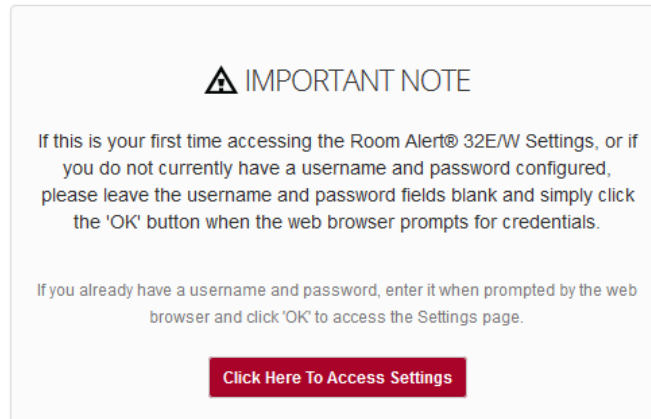 IMPORTANT NOTE
If this is your first time accessing the Room Alert® 32E/W Settings, or if
you do not currently have a username and password configured,
please leave the username and password fields blank and simply click
the 'OK' button when the web browser prompts for credentials.
If you already have a username and password, enter it when prompted by the web
browser and click 'OK' to access the Settings page.
Click Here To Access Settings